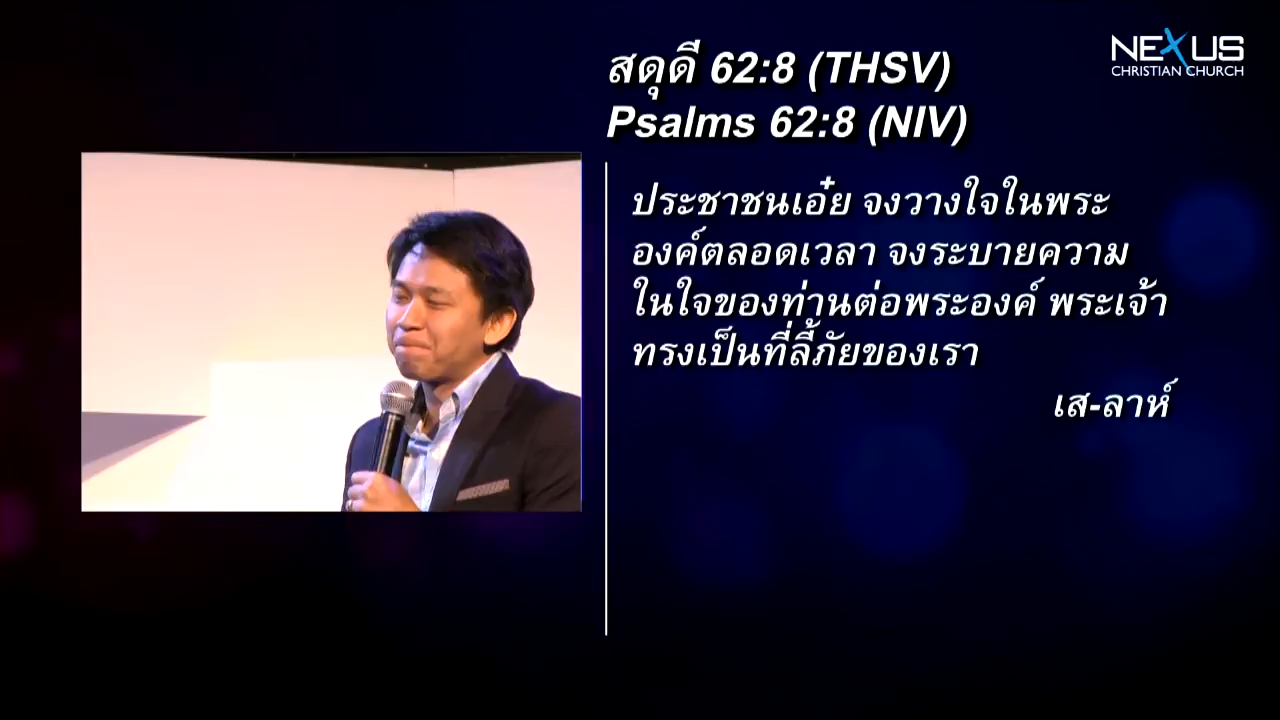 สดุดี 62:8 (THSV)
Psalms 62:8 (NIV)
NEXUS
CHRISTIAN CHURCH
ประชาชนเอ๋ย จงวางใจในพระ
องค์ตลอดเวลา จงระบายความ
ในใจของท่านต่อพระองค์ พระเจ้า
ทรงเป็นที่ลี้ภัยของเรา
เส-ลาห์